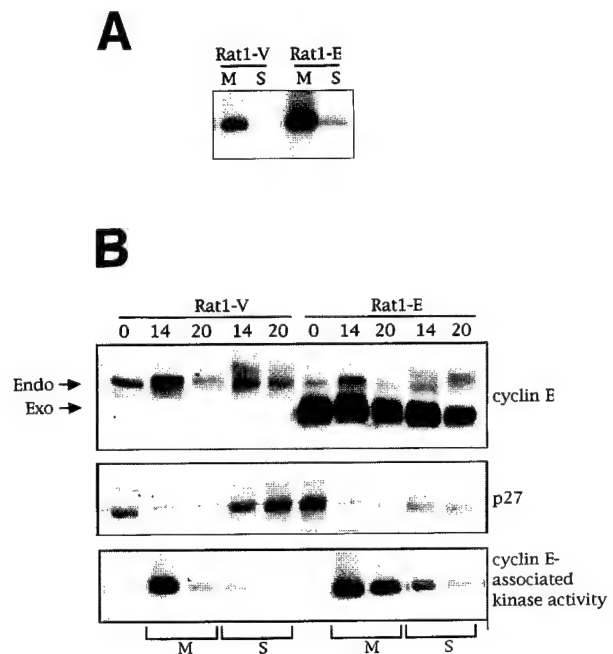 A
Rat1-V Rat1-E
M S M S
B
Rat1-V Rat1-E
0 14 20 14 20 0 14 20 14 20
Endo →
Exo →
cyclin E
p27
cyclin E-
associated
kinase activity
M S M S